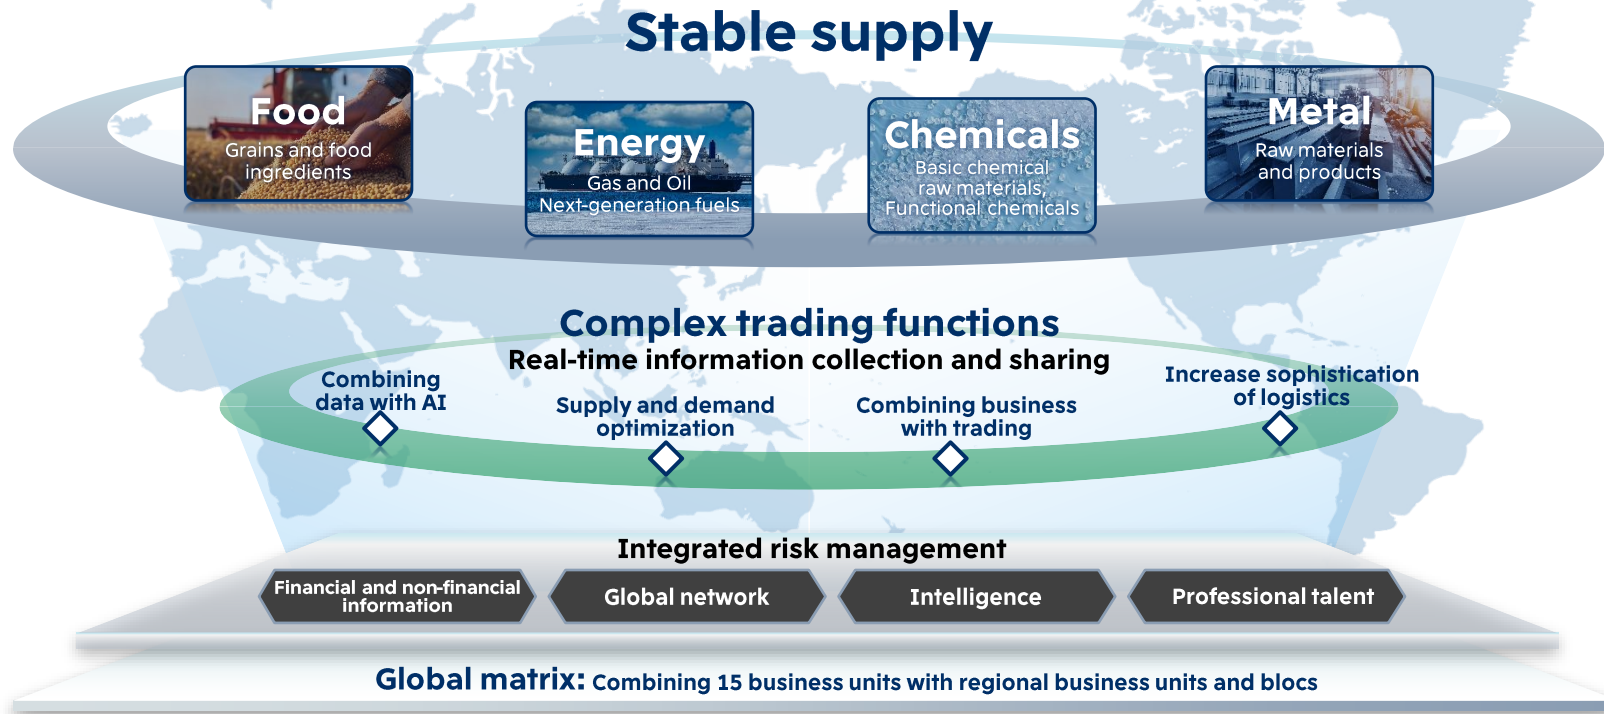 Stable supply
Food
Grains and food
ingredients
Energy
Gas and Oil
Next-generation fuels
Chemicals
Basic chemical
raw materials,
Functional chemicals
Metal
Raw materials
and products
Complex trading functions
Real-time information collection and sharing
Combining
data with AI
Supply and demand
optimization
Combining business
with trading
Increase sophistication
of logistics
Integrated risk management
Financial and non-financial
information
Global network
Intelligence
Professional talent
Global matrix: Combining 15 business units with regional business units and blocs